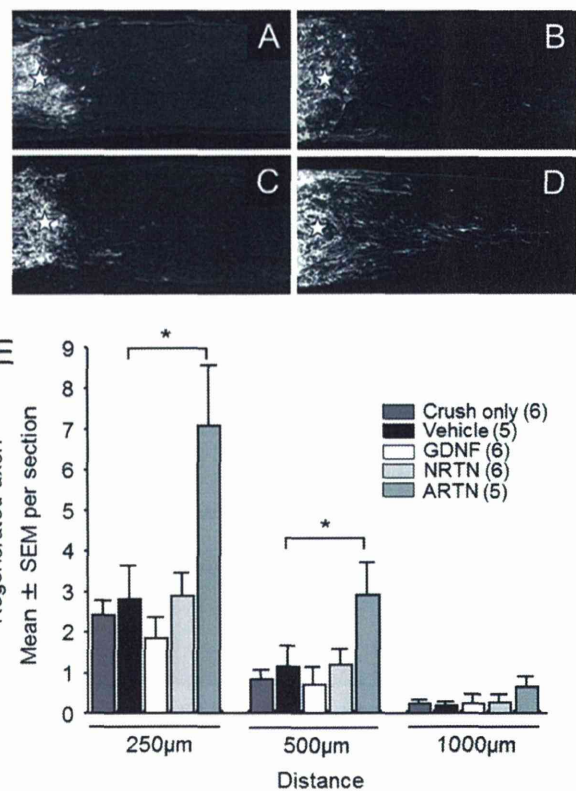 A
B
C
D
9
8
7
6
5
4
3
2
1
0
Mean ± SEM per section
*
*
Crush only (6)
Vehicle (5)
GDNF (6)
NRTN (6)
ARTN (5)
250µm
500µm
1000µm
Distance